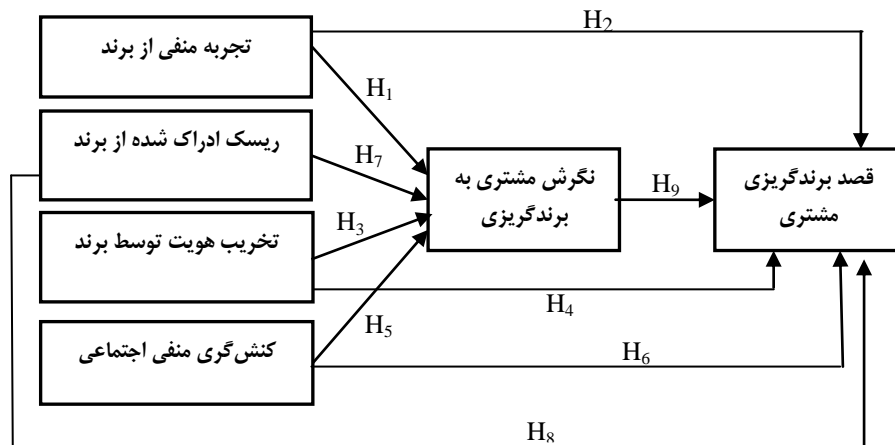 H₂
تجربه منفی از برند
H₁
ریسک ادراک شده از برند
H₇
نگرش مشتری به
برندگریزی
H₉
قصد برندگریزی
مشتری
H₃
تخریب هویت توسط برند
H₄
H₅
کنش‌گری منفی اجتماعی
H₆
H₈